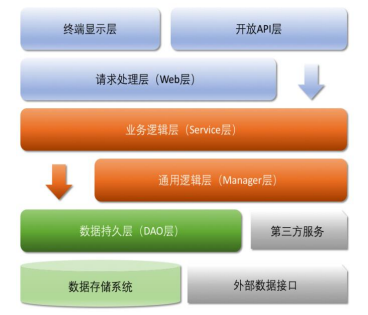 终端显示层
开放API层
请求处理层（Web层）
业务逻辑层（Service层）
通用逻辑层（Manager层）
数据持久层（DAO层）
第三方服务
数据存储系统
外部数据接口